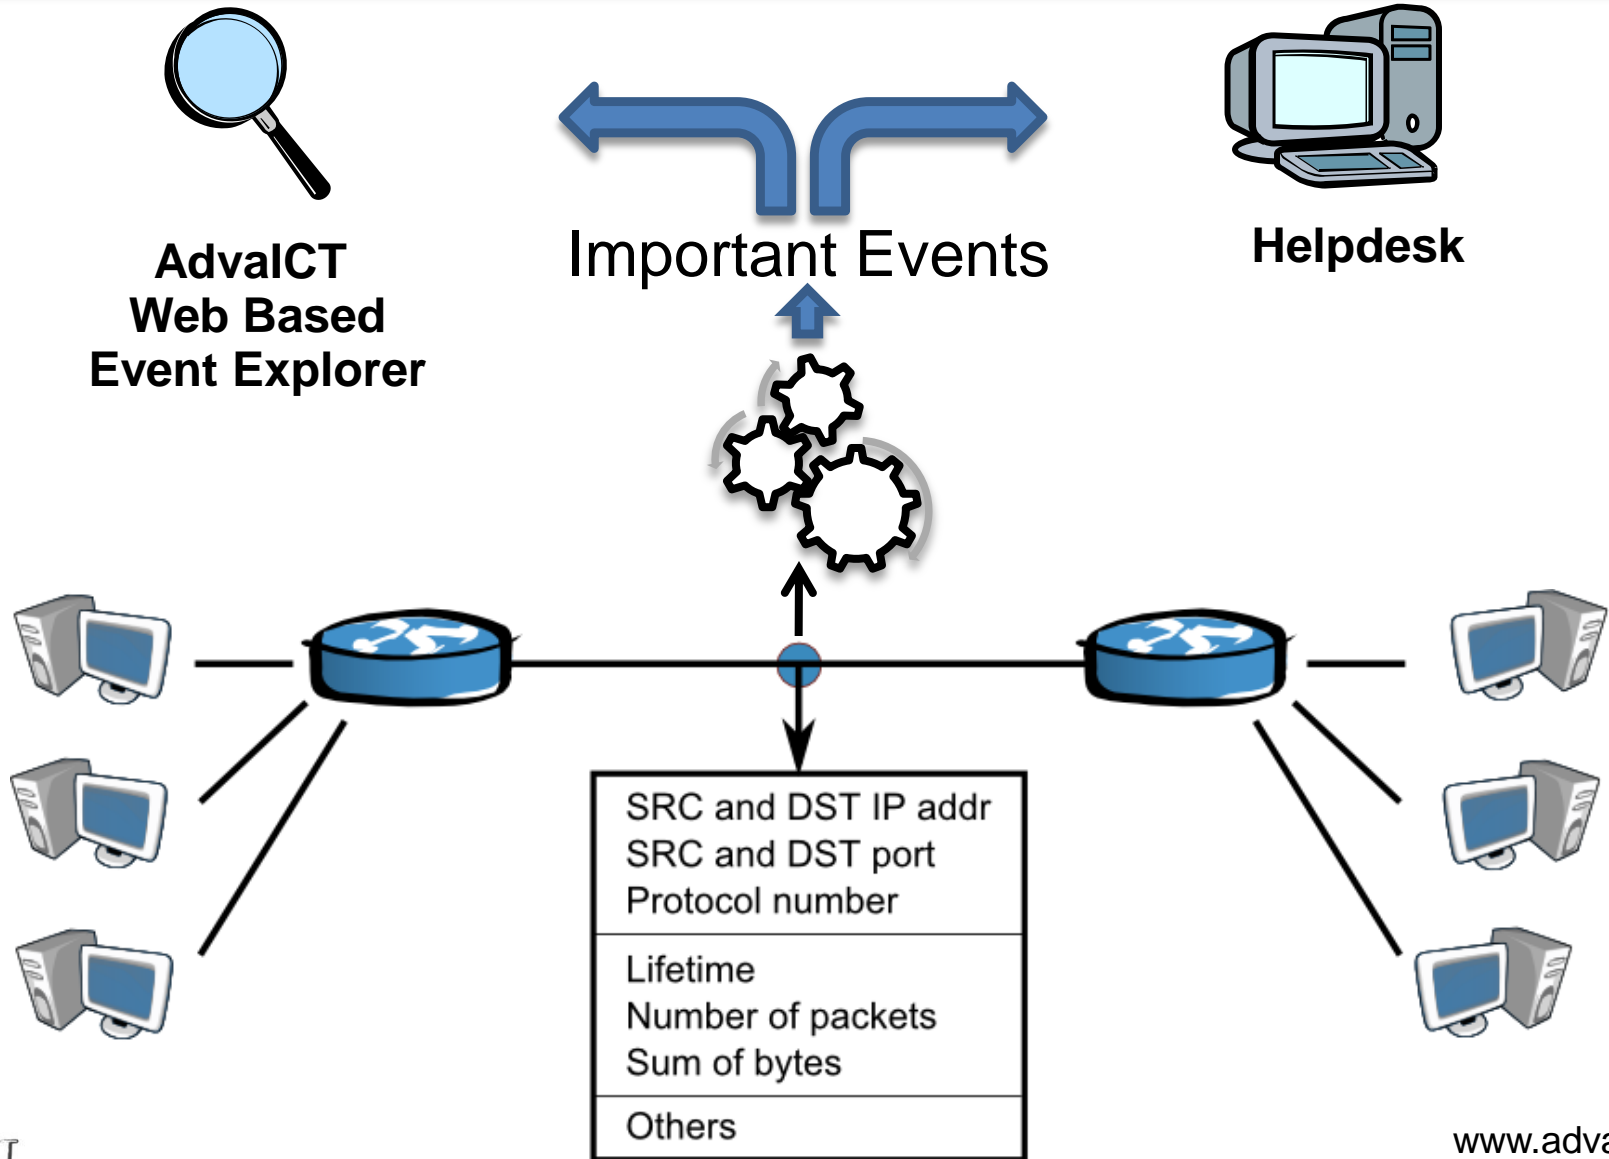 AdvaICT
Web Based
Event Explorer
Important Events
Helpdesk
SRC and DST IP addr
SRC and DST port
Protocol number
Lifetime
Number of packets
Sum of bytes
Others